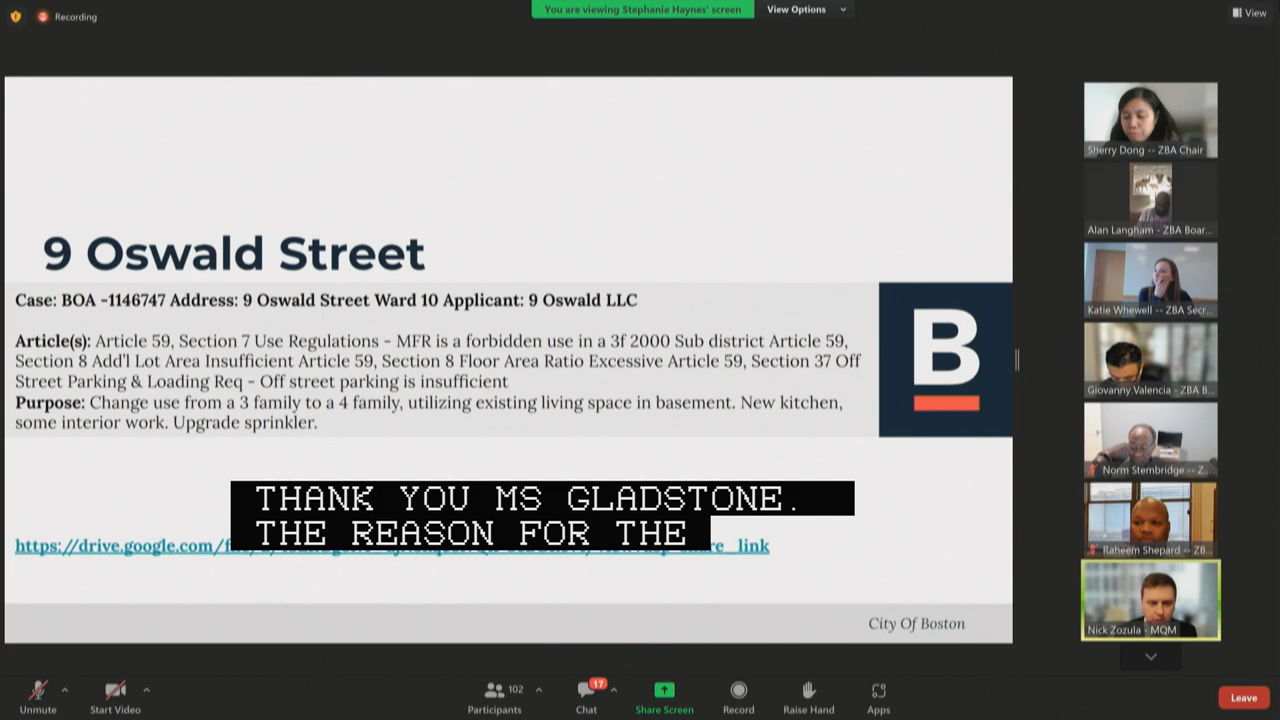 Recording
You are viewing Stephanie Haynes' screen
View Options
View
9 Oswald Street
Case: BOA -1146747 Address: 9 Oswald Street Ward 10 Applicant: 9 Oswald LLC
Article(s): Article 59, Section 7 Use Regulations - MFR is a forbidden use in a 3f 2000 Sub district Article 59,
Section 8 Add'l Lot Area Insufficient Article 59, Section 8 Floor Area Ratio Excessive Article 59, Section 37 Off
Street Parking & Loading Req - Off street parking is insufficient
Purpose: Change use from a 3 family to a 4 family, utilizing existing living space in basement. New kitchen,
some interior work. Upgrade sprinkler.
B
THANK YOU MS GLADSTONE.
THE REASON FOR THE
https://drive.google.com/f
e_link
City Of Boston
Sherry Dong -- ZBA Chair
Alan Langham - ZBA Boar...
Katie Whewell -- ZBA Secr...
Giovanny Valencia - ZBA B...
Norm Stembridge -- Z...
Raheem Shepard -- ZB...
Nick Zozula - MQM
Unmute
Start Video
102
Participants
17
Chat
Share Screen
Record
Raise Hand
Apps
Leave